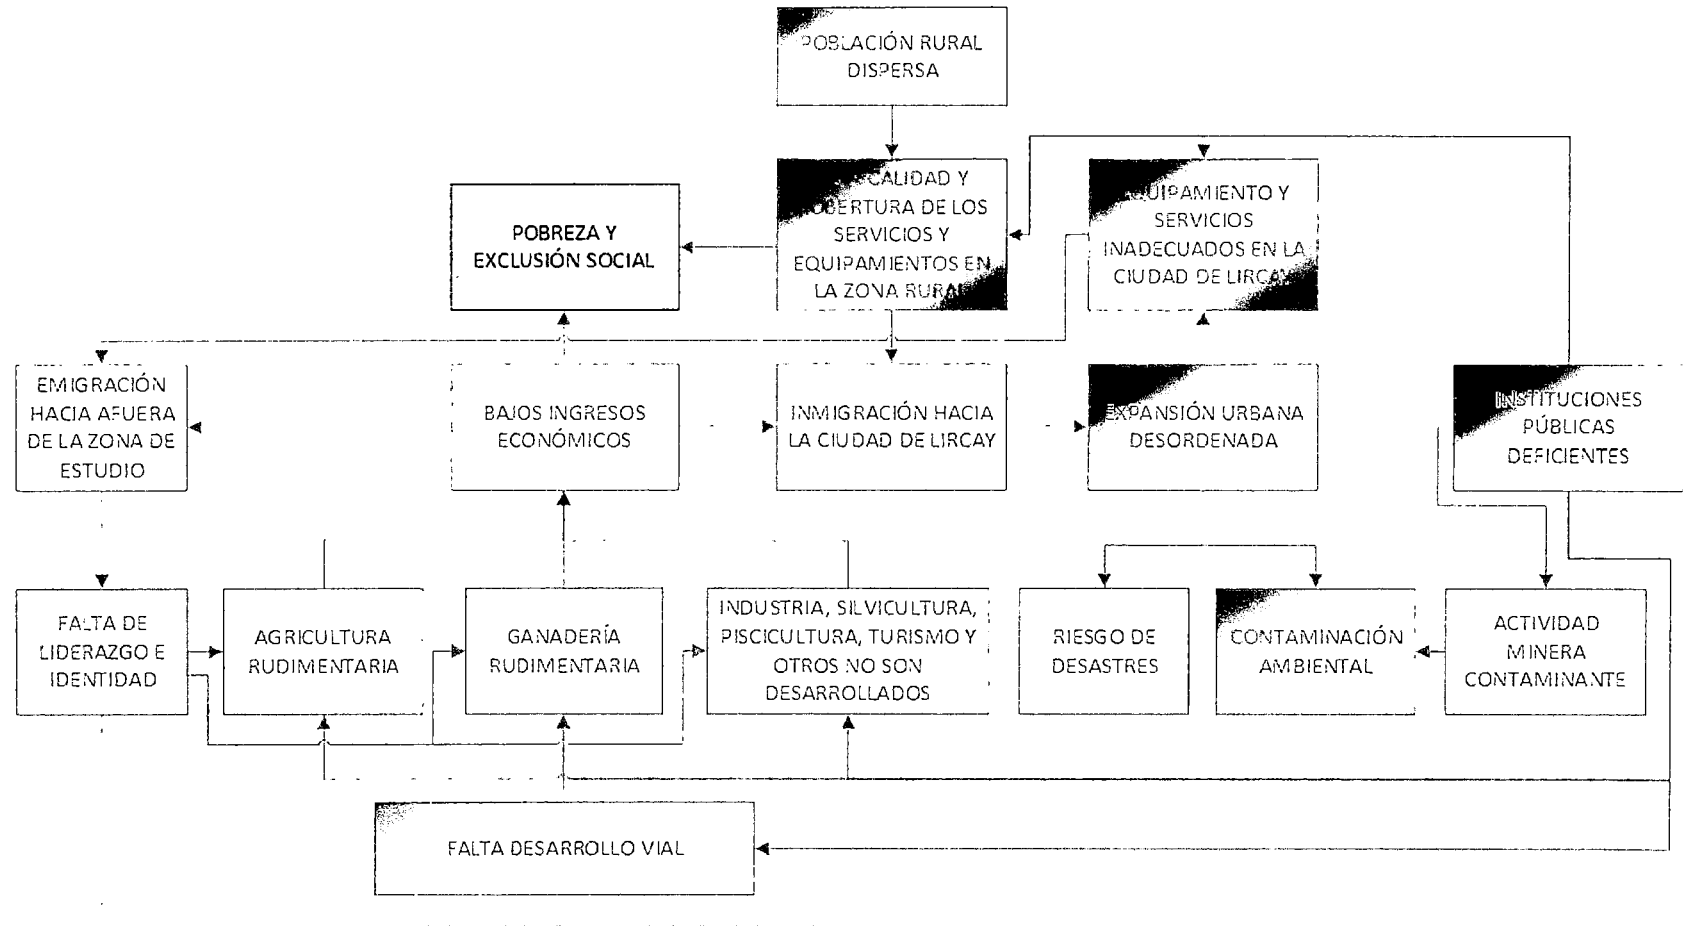 POBLACIÓN RURAL
DISPERSA
POBREZA Y
EXCLUSIÓN SOCIAL
CALIDAD Y
COBERTURA DE LOS
SERVICIOS Y
EQUIPAMIENTOS EN
LA ZONA RURAL
EQUIPAMIENTO Y
SERVICIOS
INADECUADOS EN LA
CIUDAD DE LIRCAY
EMIGRACIÓN
HACIA AFUERA
DE LA ZONA DE
ESTUDIO
BAJOS INGRESOS
ECONÓMICOS
INMIGRACIÓN HACIA
LA CIUDAD DE LIRCAY
EXPANSIÓN URBANA
DESORDENADA
INSTITUCIONES
PÚBLICAS
DEFICIENTES
FALTA DE
LIDERAZGO E
IDENTIDAD
AGRICULTURA
RUDIMENTARIA
GANADERÍA
RUDIMENTARIA
INDUSTRIA, SILVICULTURA,
PISCICULTURA, TURISMO Y
OTROS NO SON
DESARROLLADOS
RIESGO DE
DESASTRES
CONTAMINACIÓN
AMBIENTAL
ACTIVIDAD
MINERA
CONTAMINANTE
FALTA DESARROLLO VIAL